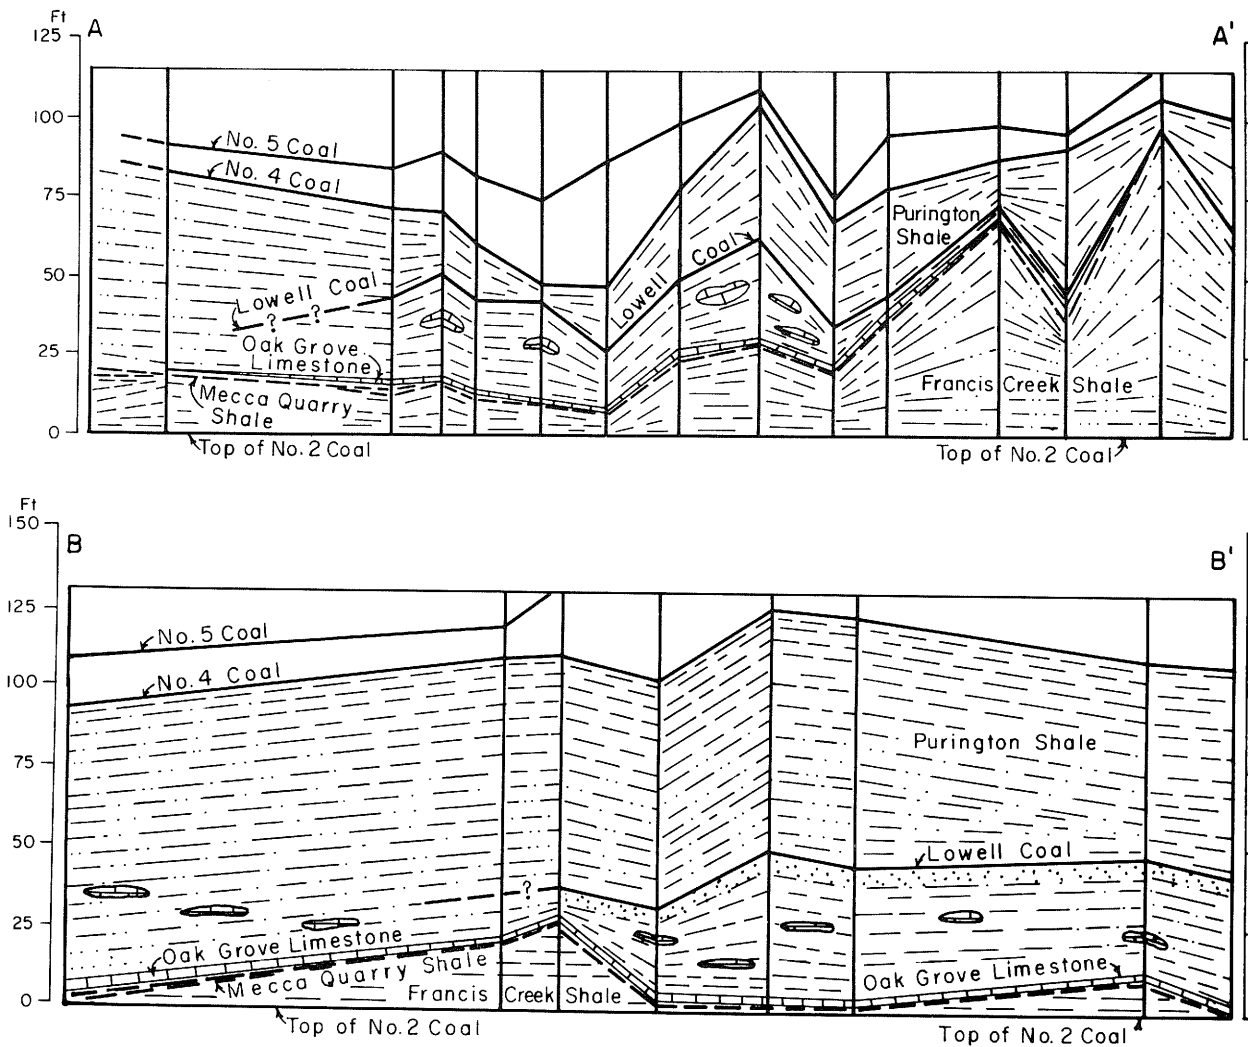 Ft
125
A
A'
100
No. 5 Coal
No. 4 Coal
75
Purington
Shale
50
Lowell Coal
? ?
Lowell Coal
Oak Grove
Limestone
25
Mecca Quarry
Shale
Francis Creek Shale
0
Top of No. 2 Coal
Top of No. 2 Coal
Ft
150
B
B'
125
No. 5 Coal
No. 4 Coal
100
Purington Shale
75
50
Lowell Coal
?
25
Oak Grove Limestone
Mecca Quarry Shale
Oak Grove Limestone
Francis Creek Shale
0
Top of No. 2 Coal
Top of No. 2 Coal